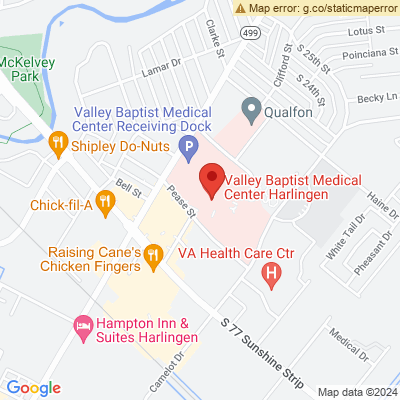 Map error: g.co/staticmaperror
McKelvey
Park
Clarke St
499
Lotus St
Poinciana St
S 25th St
Clifford St
S 24th St
Lamar Dr
Becky Ln
Valley Baptist Medical
Center Receiving Dock
P
Qualfon
Shipley Do-Nuts
Bell St
Pease St
Valley Baptist Medical
Center Harlingen
Chick-fil-A
Haine Dr
White Tail Dr
Pheasant Dr
Raising Cane's
Chicken Fingers
VA Health Care Ctr
H
S 77 Sunshine Strip
Hampton Inn &
Suites Harlingen
Medical Dr
Camelot Dr
Google
Map data ©2024